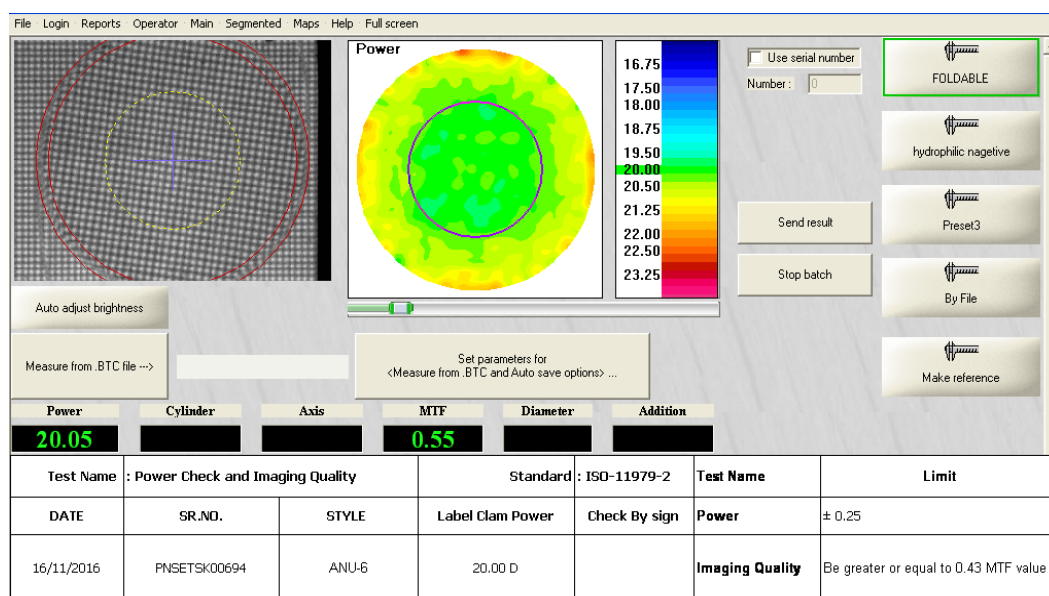 File Login Reports Operator Main Segmented Maps Help Full screen
Power
16.75
17.50
18.00
18.75
19.50
20.00
20.50
21.25
22.00
22.50
23.25
Use serial number
Number : 0
Send result
Stop batch
FOLDABLE
hydrophilic nagetive
Preset3
By File
Make reference
Auto adjust brightness
Measure from .BTC file --->
Set parameters for
<Measure from .BTC and Auto save options> ...
Power Cylinder Axis MTF Diameter Addition
20.05 0.55
Test Name : Power Check and Imaging Quality Standard : ISO-11979-2 Test Name Limit
DATE SR.NO. STYLE Label Clam Power Check By sign Power ± 0.25
16/11/2016 PNSETSK00694 ANU-6 20.00 D Imaging Quality Be greater or equal to 0.43 MTF value